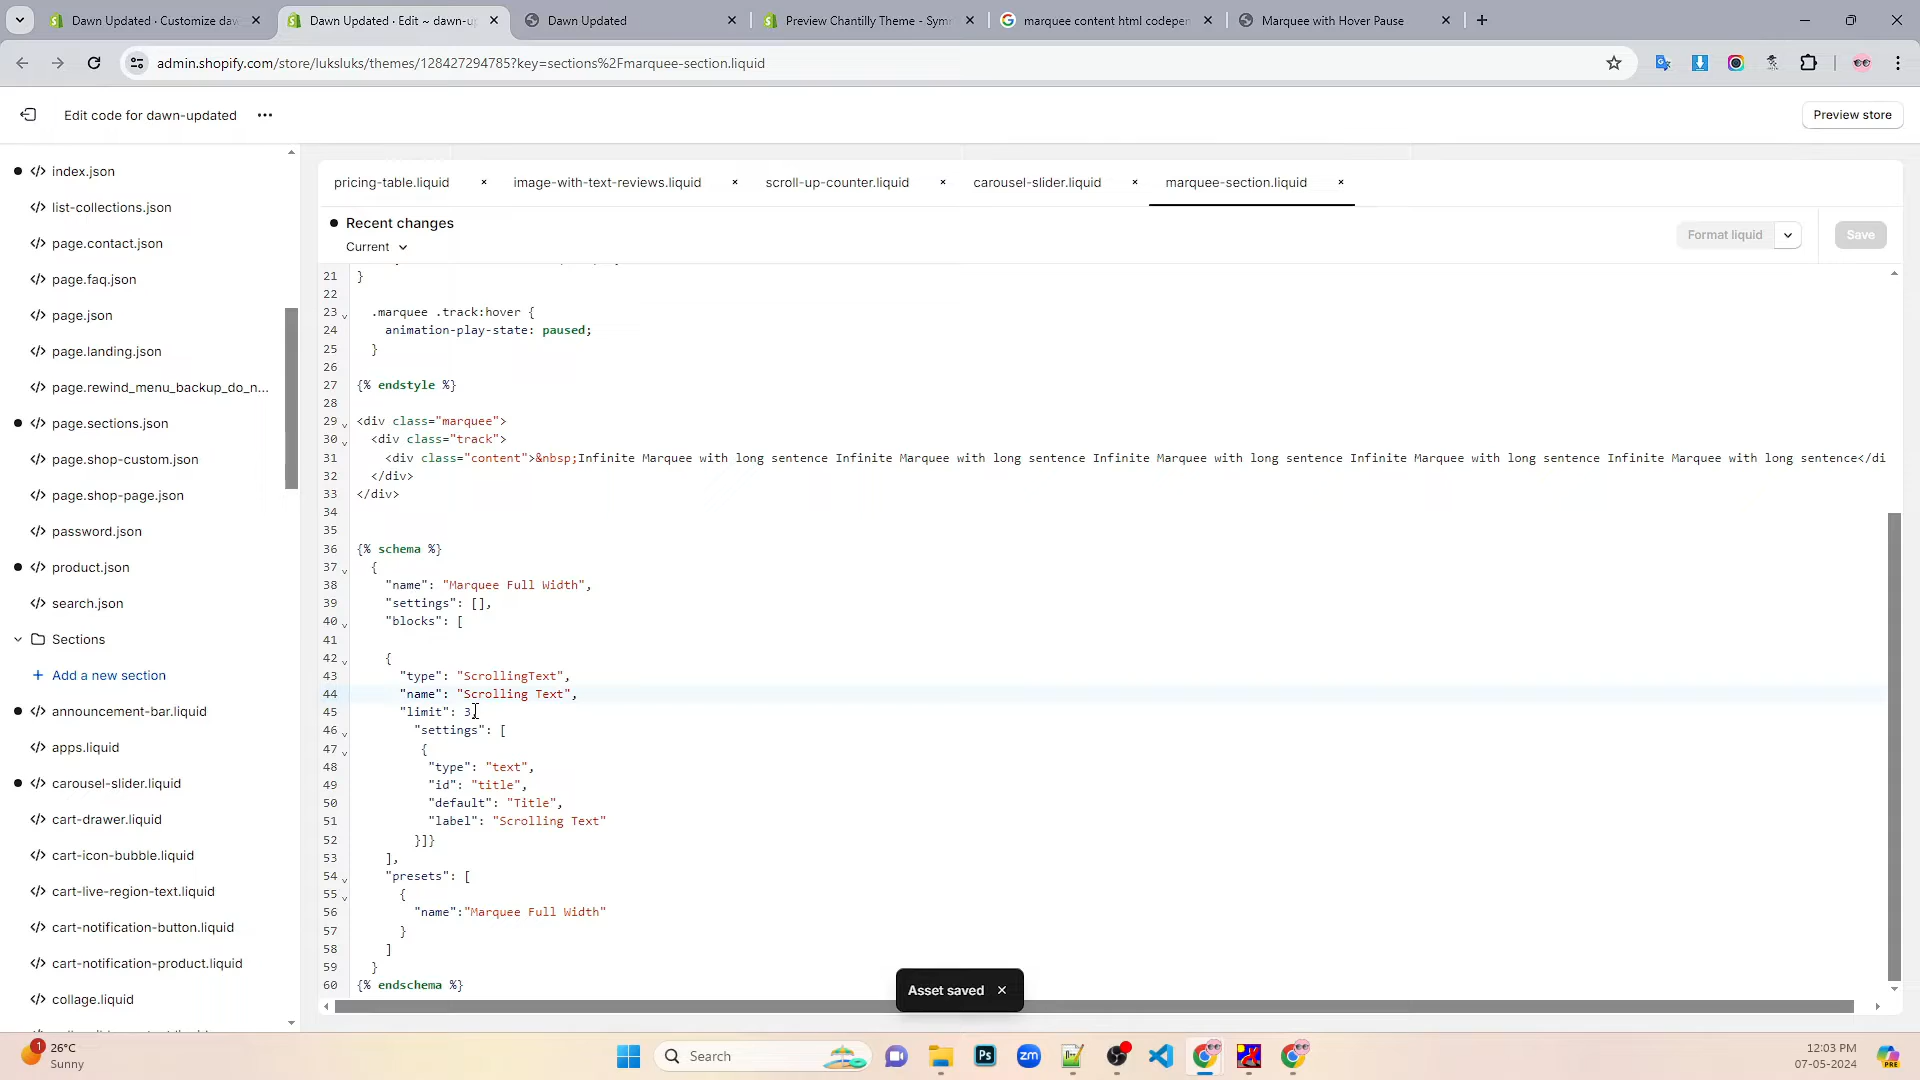 Dawn Updated · Customize daw
Dawn Updated · Edit ~ dawn-up
Dawn Updated
Preview Chantilly Theme - Sym
marquee content html codepen
Marquee with Hover Pause
admin.shopify.com/store/luksluks/themes/128427294785?key=sections%2Fmarquee-section.liquid
Edit code for dawn-updated
Preview store
index.json
list-collections.json
page.contact.json
page.faq.json
page.json
page.landing.json
page.rewind_menu_backup_do_n...
page.sections.json
page.shop-custom.json
page.shop-page.json
password.json
product.json
search.json
Sections
Add a new section
announcement-bar.liquid
apps.liquid
carousel-slider.liquid
cart-drawer.liquid
cart-icon-bubble.liquid
cart-live-region-text.liquid
cart-notification-button.liquid
cart-notification-product.liquid
collage.liquid
pricing-table.liquid
image-with-text-reviews.liquid
scroll-up-counter.liquid
carousel-slider.liquid
marquee-section.liquid
Recent changes
Current
Format liquid
Save
21 }
22
23 .marquee .track:hover {
24 animation-play-state: paused;
25 }
26
27 {% endstyle %}
28
29 <div class="marquee">
30 <div class="track">
31 <div class="content">&nbsp;Infinite Marquee with long sentence Infinite Marquee with long sentence Infinite Marquee with long sentence Infinite Marquee with long sentence Infinite Marquee with long sentence</di
32 </div>
33 </div>
34
35
36 {% schema %}
37 {
38 "name": "Marquee Full Width",
39 "settings": [],
40 "blocks": [
41
42 {
43 "type": "ScrollingText",
44 "name": "Scrolling Text",
45 "limit": 3,
46 "settings": [
47 {
48 "type": "text",
49 "id": "title",
50 "default": "Title",
51 "label": "Scrolling Text"
52 }]}
53 ],
54 "presets": [
55 {
56 "name":"Marquee Full Width"
57 }
58 ]
59 }
60 {% endschema %}
Asset saved
1
26°C
Sunny
Search
Ps
zm
12:03 PM
07-05-2024
PRE